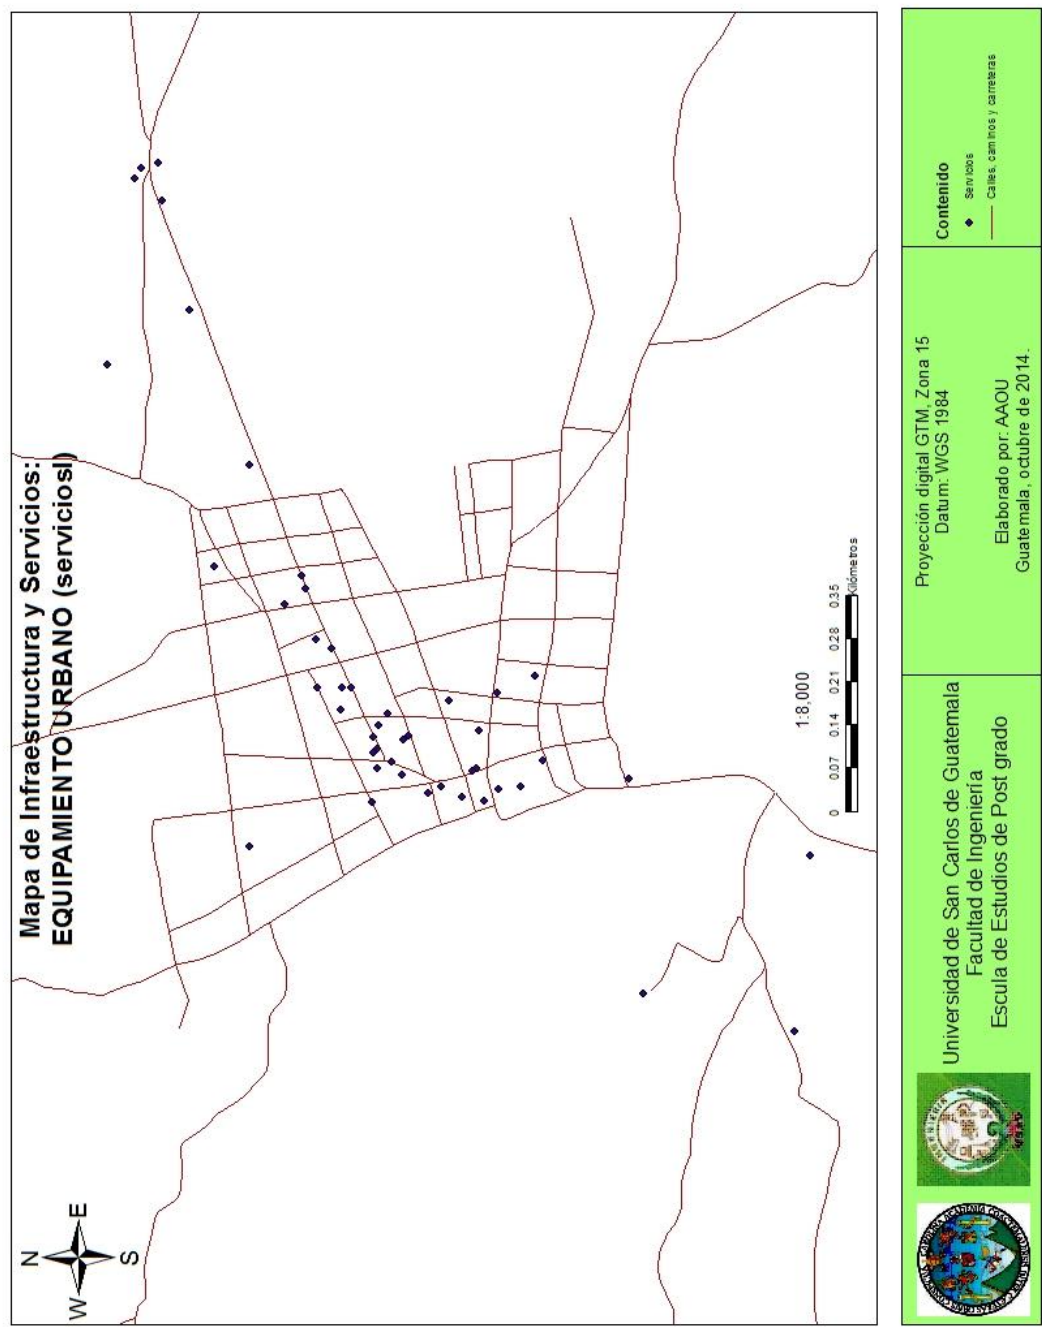 Mapa de Infraestructura y Servicios:
EQUIPAMIENTO URBANO (serviciosl)
N
W
E
S
1:8,000
0 0.07 0.14 0.21 0.28 0.35
Kilómetros
Universidad de San Carlos de Guatemala
Facultad de Ingeniería
Escula de Estudios de Post grado
Proyección digital GTM, Zona 15
Datum: WGS 1984
Elaborado por: AAOU
Guatemala, octubre de 2014.
Contenido
Servicios
Calles, caminos y carreteras